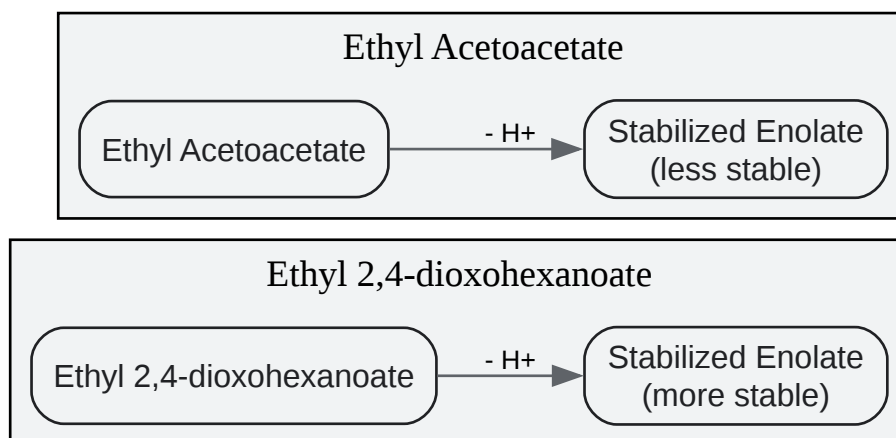 Ethyl Acetoacetate
Ethyl Acetoacetate
- H+
Stabilized Enolate
(less stable)
Ethyl 2,4-dioxohexanoate
Ethyl 2,4-dioxohexanoate
- H+
Stabilized Enolate
(more stable)